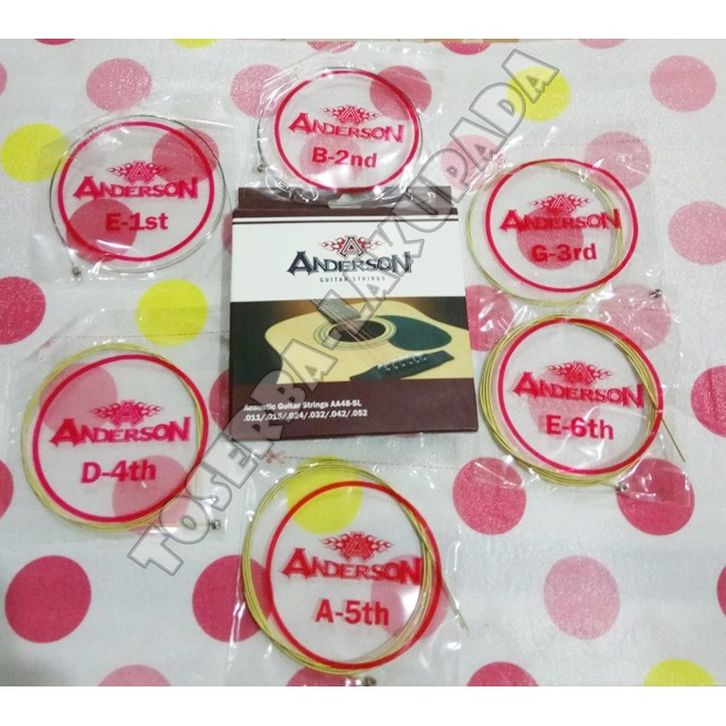 ANDERSON
B-2nd
ANDERSON
E-1st
ANDERSON
G-3rd
ANDERSON
GUITAR STRINGS
Acoustic Guitar Strings AA48-SL
.011/.015/.024/.032/.042/.052
ANDERSON
D-4th
ANDERSON
E-6th
ANDERSON
A-5th
TOSERBA LAKUPADA